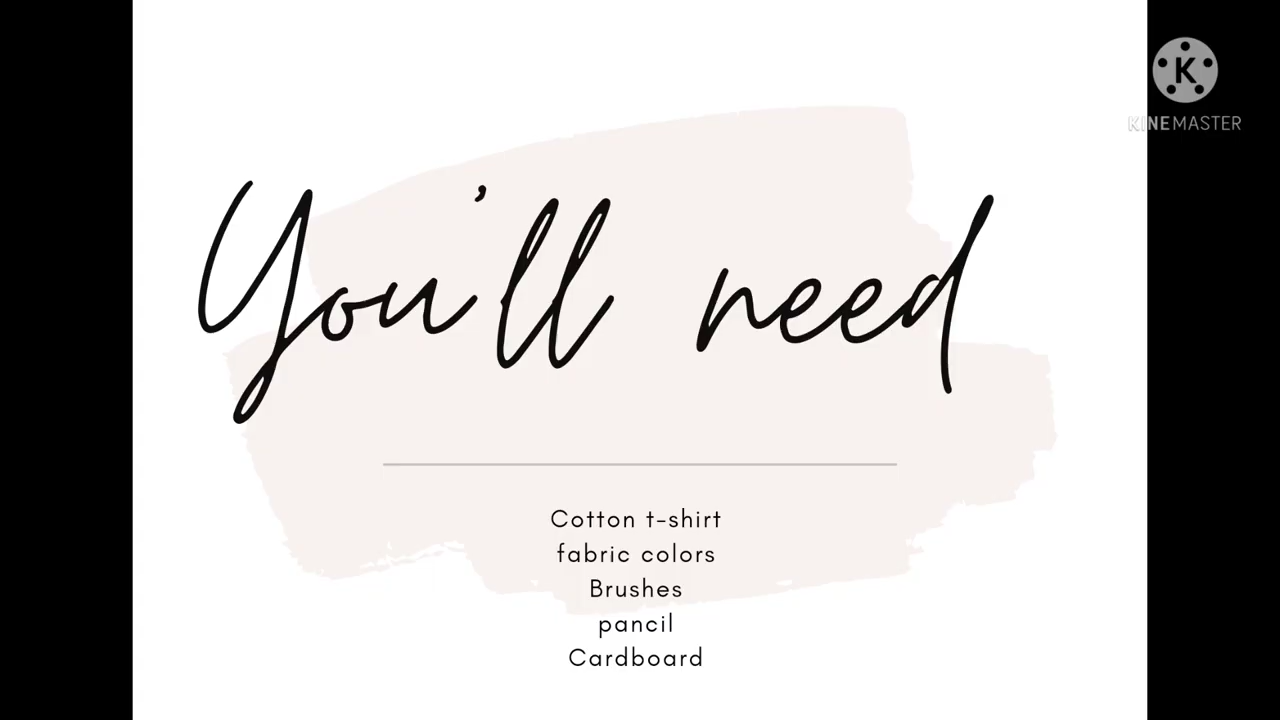 You'll need
Cotton t-shirt
fabric colors
Brushes
pancil
Cardboard
K
KINEMASTER